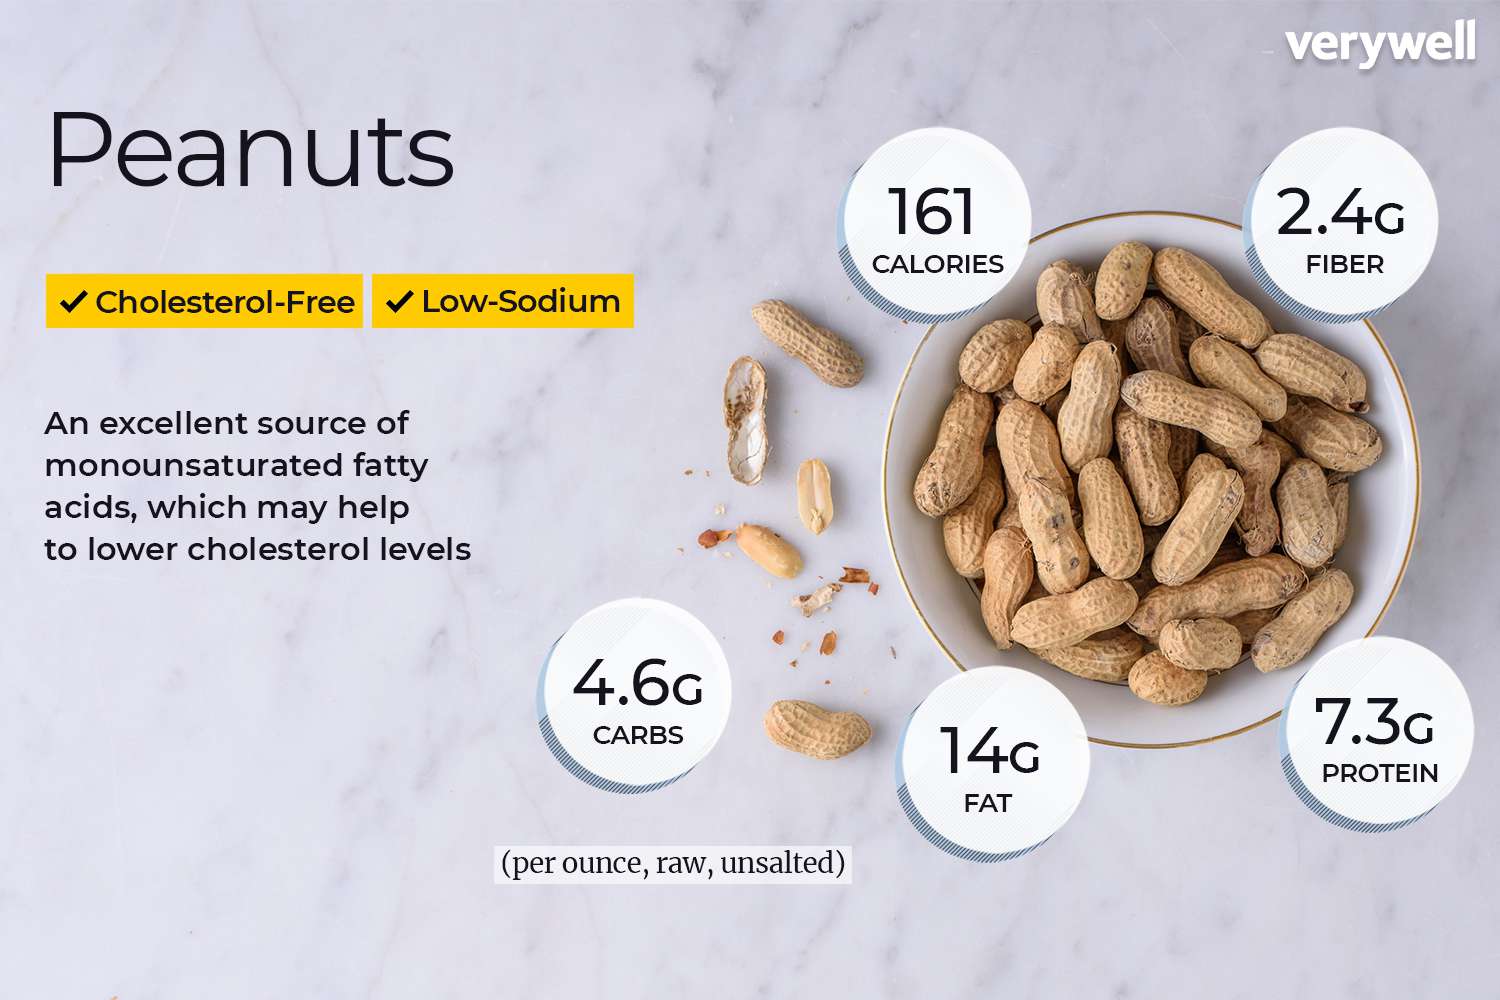 verywell
Peanuts
Cholesterol-Free
Low-Sodium
An excellent source of
monounsaturated fatty
acids, which may help
to lower cholesterol levels
161
CALORIES
2.4G
FIBER
4.6G
CARBS
14G
FAT
7.3G
PROTEIN
(per ounce, raw, unsalted)